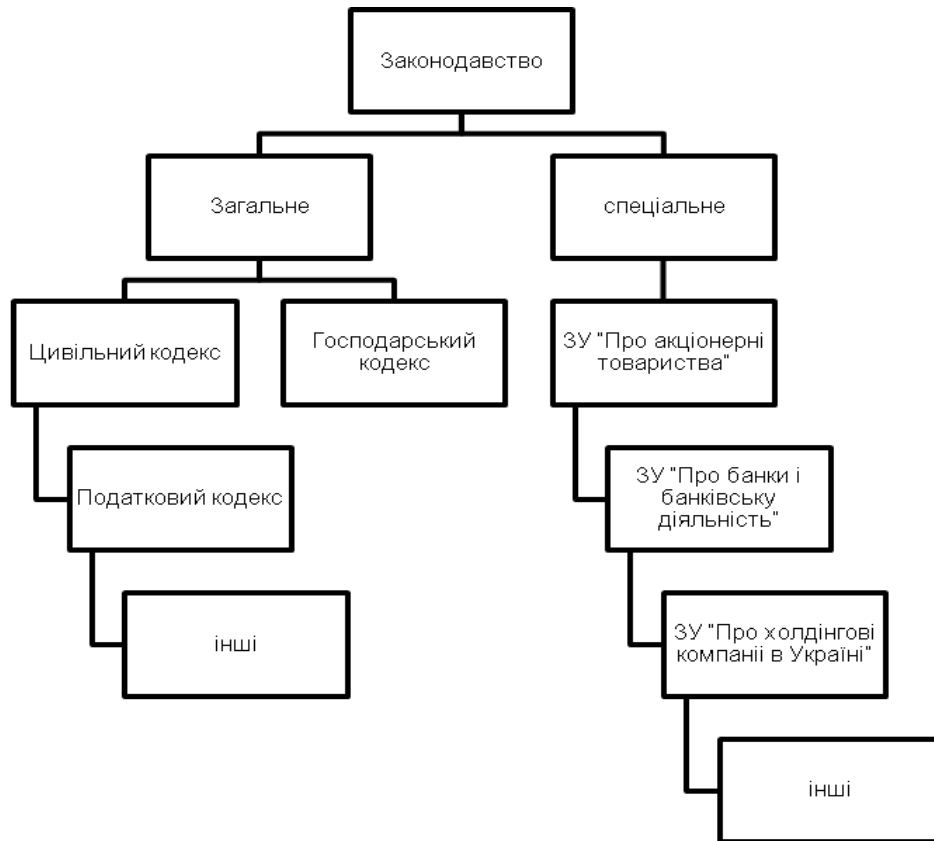 Законодавство
Загальне
спеціальне
Цивільний кодекс
Господарський
кодекс
ЗУ "Про акціонерні
товариства"
Податковий кодекс
ЗУ "Про банки і
банківську
діяльність"
інші
ЗУ "Про холдінгові
компаніі в Україні"
інші